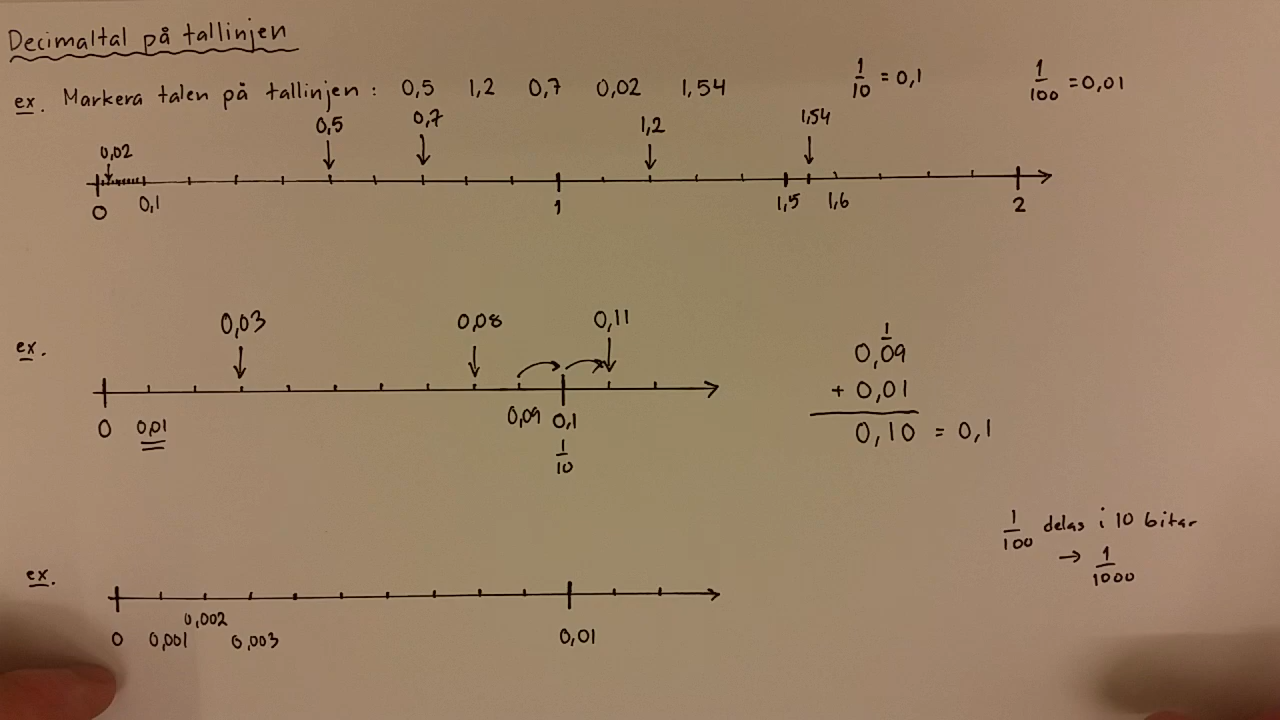 Decimaltal på tallinjen
ex. Markera talen på tallinjen : 0,5 1,2 0,7 0,02 1,54
1/10 = 0,1
1/100 = 0,01
0,02 0,5 0,7 1,2 1,54
0 0,1 1 1,5 1,6 2
ex.
0,03 0,08 0,11
0 0,01 0,09 0,1
1/10
1
0,09
+ 0,01
0,10 = 0,1
1/100 delas i 10 bitar
→ 1/1000
ex.
0 0,001 0,002 0,003 0,01